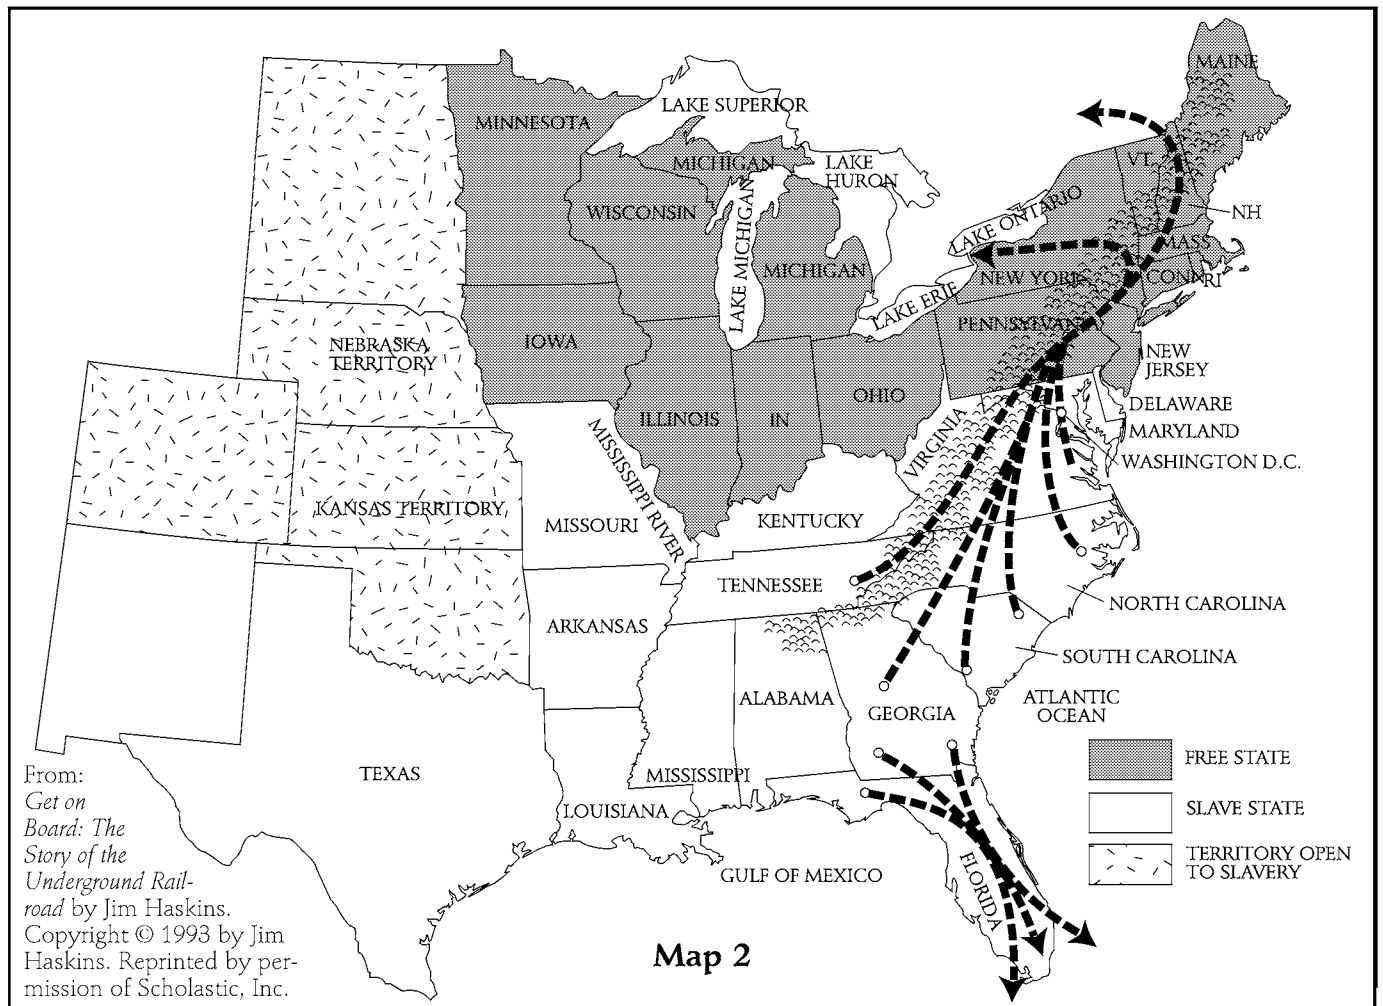 MAINE
LAKE SUPERIOR
MINNESOTA
VT.
MICHIGAN
LAKE
HURON
LAKE ONTARIO
NH
WISCONSIN
LAKE MICHIGAN
MASS
MICHIGAN
NEW YORK
CONN
RI
LAKE ERIE
PENNSYLVANIA
IOWA
NEBRASKA
TERRITORY
NEW
JERSEY
OHIO
DELAWARE
ILLINOIS
IN
VIRGINIA
MARYLAND
WASHINGTON D.C.
MISSISSIPPI RIVER
KANSAS TERRITORY
MISSOURI
KENTUCKY
TENNESSEE
NORTH CAROLINA
ARKANSAS
SOUTH CAROLINA
ALABAMA
GEORGIA
ATLANTIC
OCEAN
TEXAS
MISSISSIPPI
LOUISIANA
GULF OF MEXICO
FLORIDA
FREE STATE
SLAVE STATE
TERRITORY OPEN
TO SLAVERY
From:
Get on
Board: The
Story of the
Underground Rail-
road by Jim Haskins.
Copyright © 1993 by Jim
Haskins. Reprinted by per-
mission of Scholastic, Inc.
Map 2